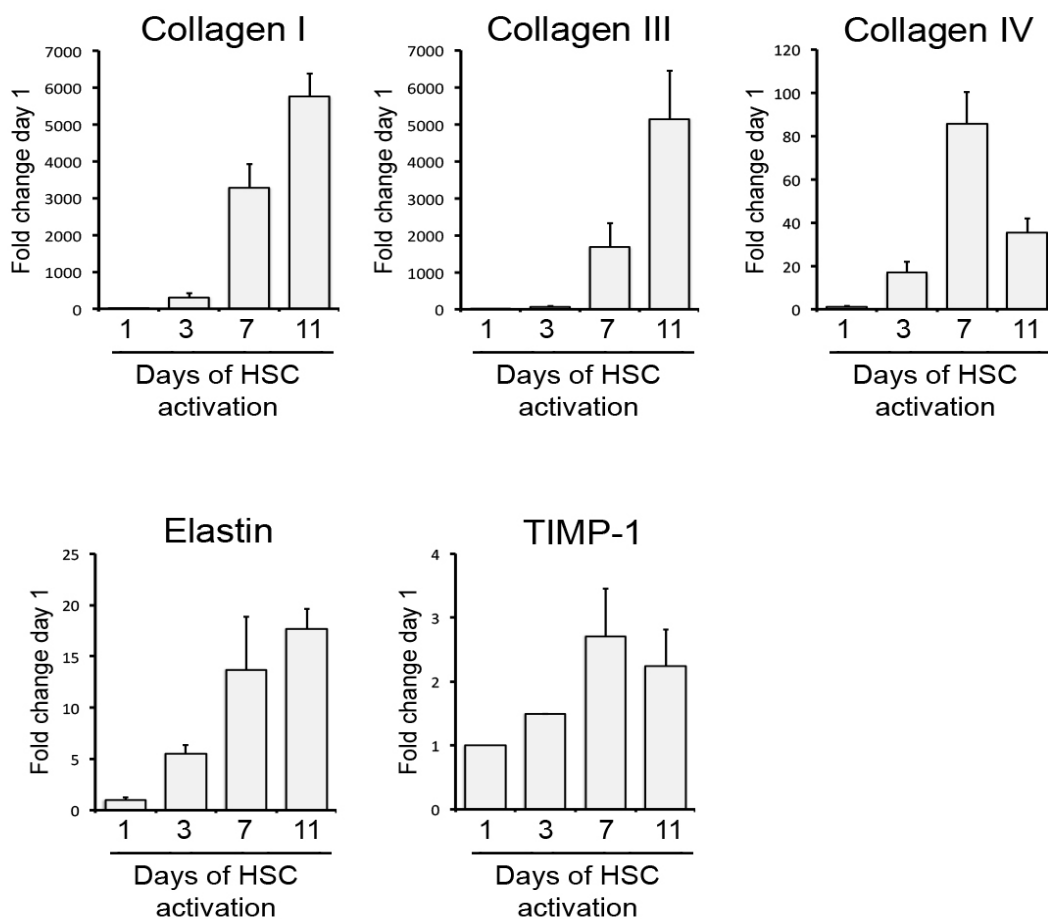 Collagen I
Fold change day 1
7000
6000
5000
4000
3000
2000
1000
0
1 3 7 11
Days of HSC
activation
Collagen III
Fold change day 1
7000
6000
5000
4000
3000
2000
1000
0
1 3 7 11
Days of HSC
activation
Collagen IV
Fold change day 1
120
100
80
60
40
20
0
1 3 7 11
Days of HSC
activation
Elastin
Fold change day 1
25
20
15
10
5
0
1 3 7 11
Days of HSC
activation
TIMP-1
Fold change day 1
4
3
2
1
0
1 3 7 11
Days of HSC
activation